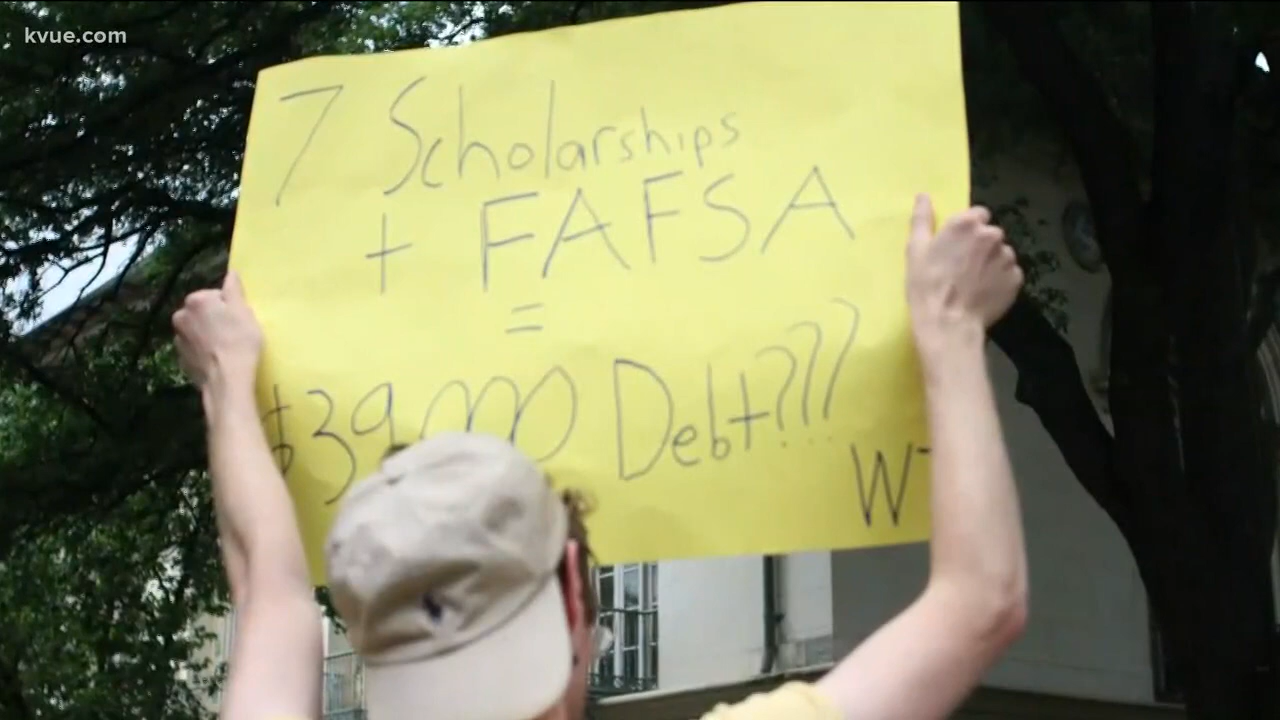 kvue.com
7 Scholarships
+ FAFSA
=
$39,000 Debt???